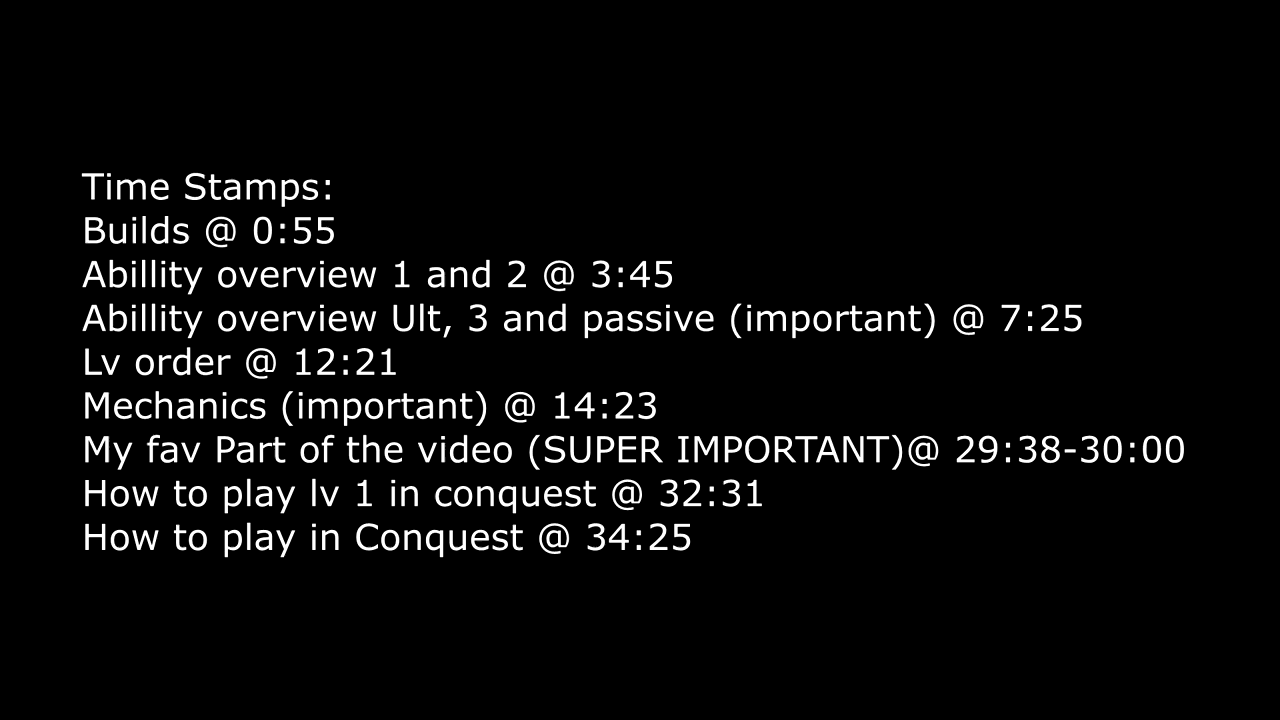 Time Stamps:
Builds @ 0:55
Abillity overview 1 and 2 @ 3:45
Abillity overview Ult, 3 and passive (important) @ 7:25
Lv order @ 12:21
Mechanics (important) @ 14:23
My fav Part of the video (SUPER IMPORTANT)@ 29:38-30:00
How to play lv 1 in conquest @ 32:31
How to play in Conquest @ 34:25